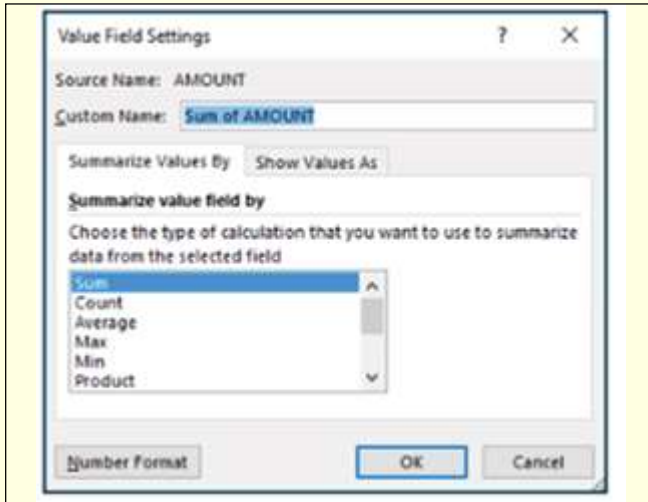 Value Field Settings ? ×
Source Name: AMOUNT
Custom Name: Sum of AMOUNT
Summarize Values By Show Values As
Summarize value field by
Choose the type of calculation that you want to use to summarize
data from the selected field
Sum
Count
Average
Max
Min
Product
Number Format OK Cancel